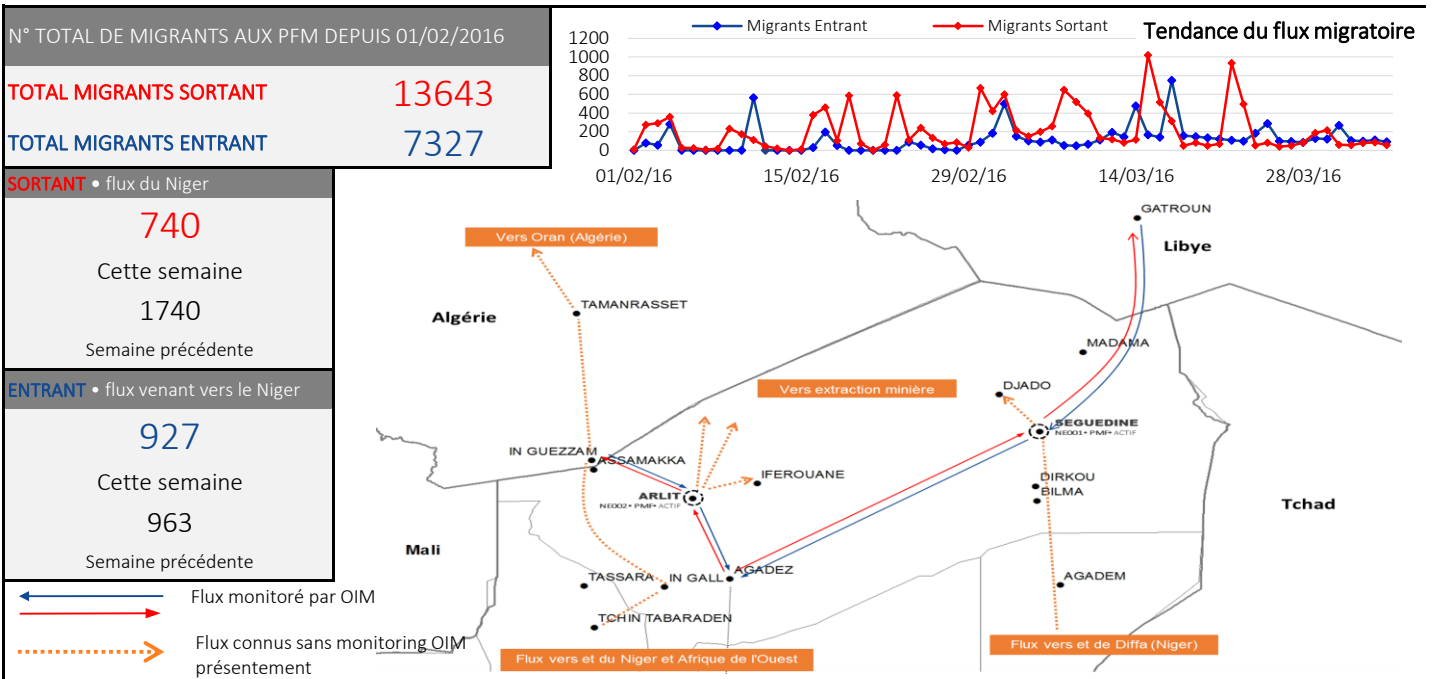 N° TOTAL DE MIGRANTS AUX PFM DEPUIS 01/02/2016
TOTAL MIGRANTS SORTANT 13643
TOTAL MIGRANTS ENTRANT 7327
SORTANT • flux du Niger
740
Cette semaine
1740
Semaine précédente
ENTRANT • flux venant vers le Niger
927
Cette semaine
963
Semaine précédente
Flux monitoré par OIM
Flux connus sans monitoring OIM
présentement
Migrants Entrant Migrants Sortant
Tendance du flux migratoire
1200
1000
800
600
400
200
0
01/02/16 15/02/16 29/02/16 14/03/16 28/03/16
GATROUN
Vers Oran (Algérie)
Libye
TAMANRASSET
Algérie
MADAMA
Vers extraction minière
DJADO
SEGUEDINE
NE001• PMF• ACTIF
IN GUEZZAM
ASSAMAKKA
IFEROUANE
DIRKOU
BILMA
ARLIT
NE002• PMF• ACTIF
Tchad
Mali
AGADEZ
TASSARA
IN GALL
AGADEM
TCHIN TABARADEN
Flux vers et de Diffa (Niger)
Flux vers et du Niger et Afrique de l'Ouest